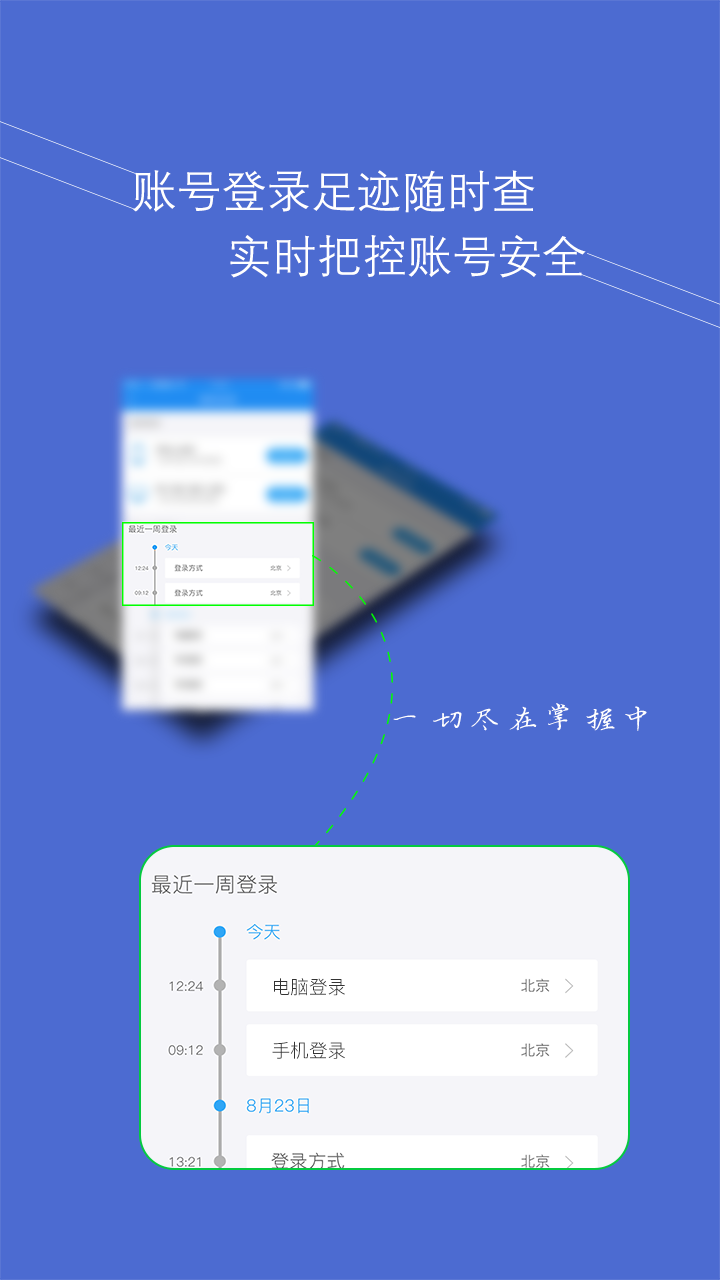 账号登录足迹随时查
实时把控账号安全
最近一周登录
今天
12:24 登录方式 北京
09:12 登录方式 北京
一切尽在掌握中
最近一周登录
今天
12:24 电脑登录 北京
09:12 手机登录 北京
8月23日
13:21 登录方式 北京